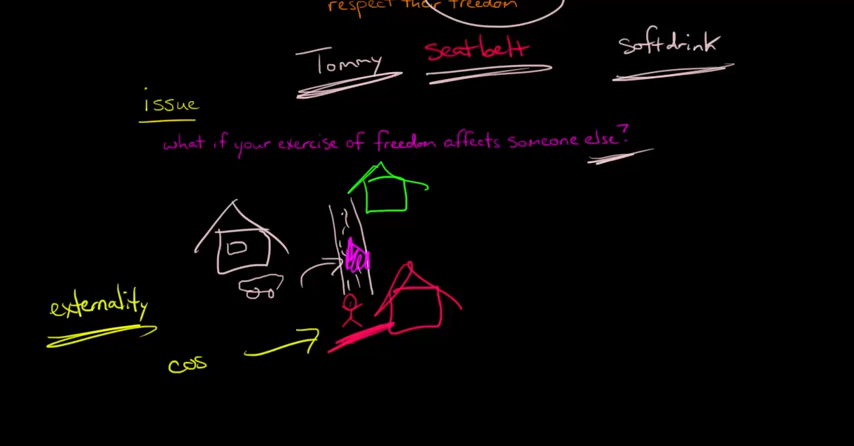 respect their freedom
Tommy seatbelt softdrink
issue
what if your exercise of freedom affects someone else?
externality
cos